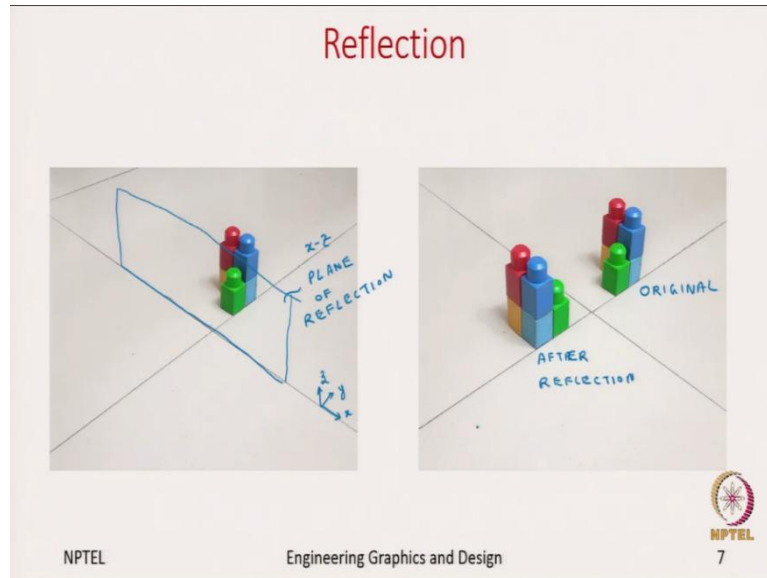 Reflection
x-z
PLANE
OF
REFLECTION
z
y
x
ORIGINAL
AFTER
REFLECTION
NPTEL
NPTEL
Engineering Graphics and Design
7